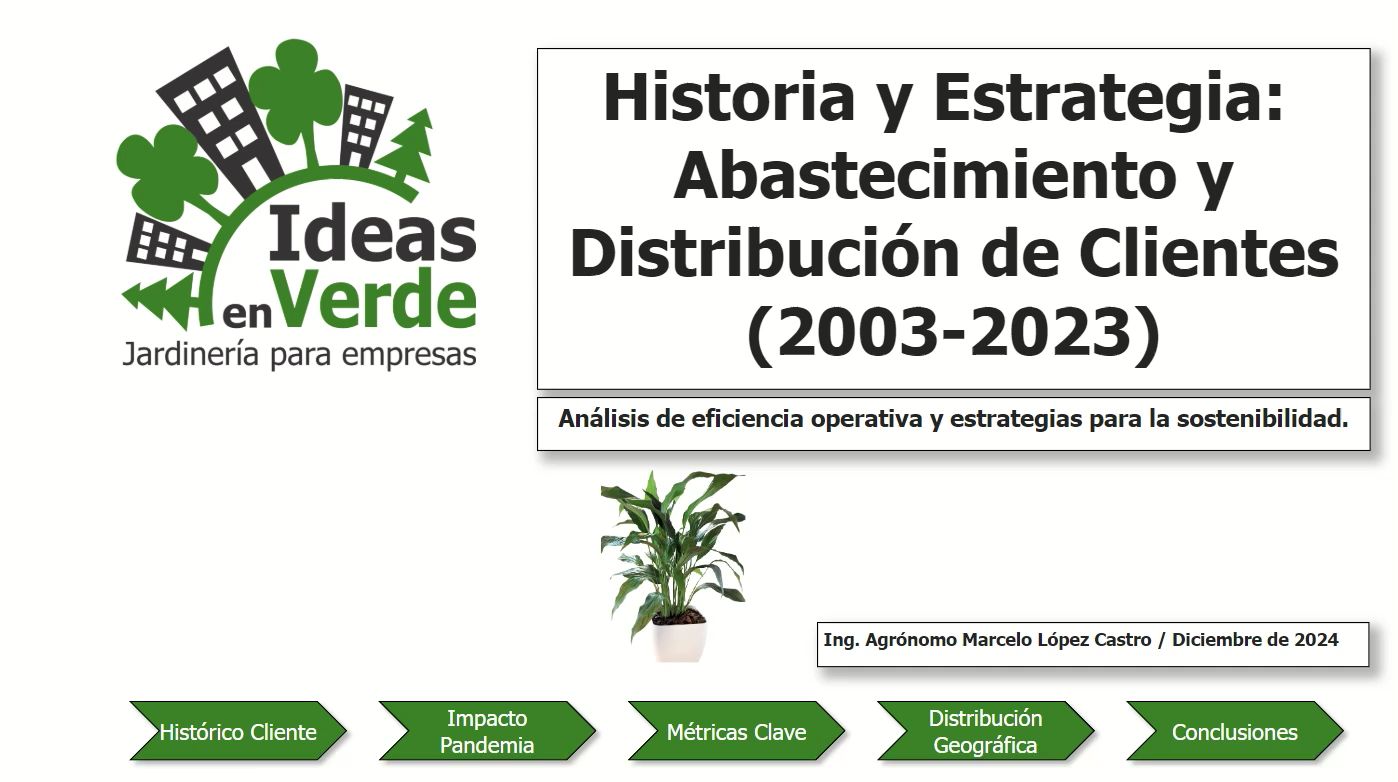 Ideas
en Verde
Jardinería para empresas
Historia y Estrategia:
Abastecimiento y
Distribución de Clientes
(2003-2023)
Análisis de eficiencia operativa y estrategias para la sostenibilidad.
Ing. Agrónomo Marcelo López Castro / Diciembre de 2024
Histórico Cliente
Impacto
Pandemia
Métricas Clave
Distribución
Geográfica
Conclusiones